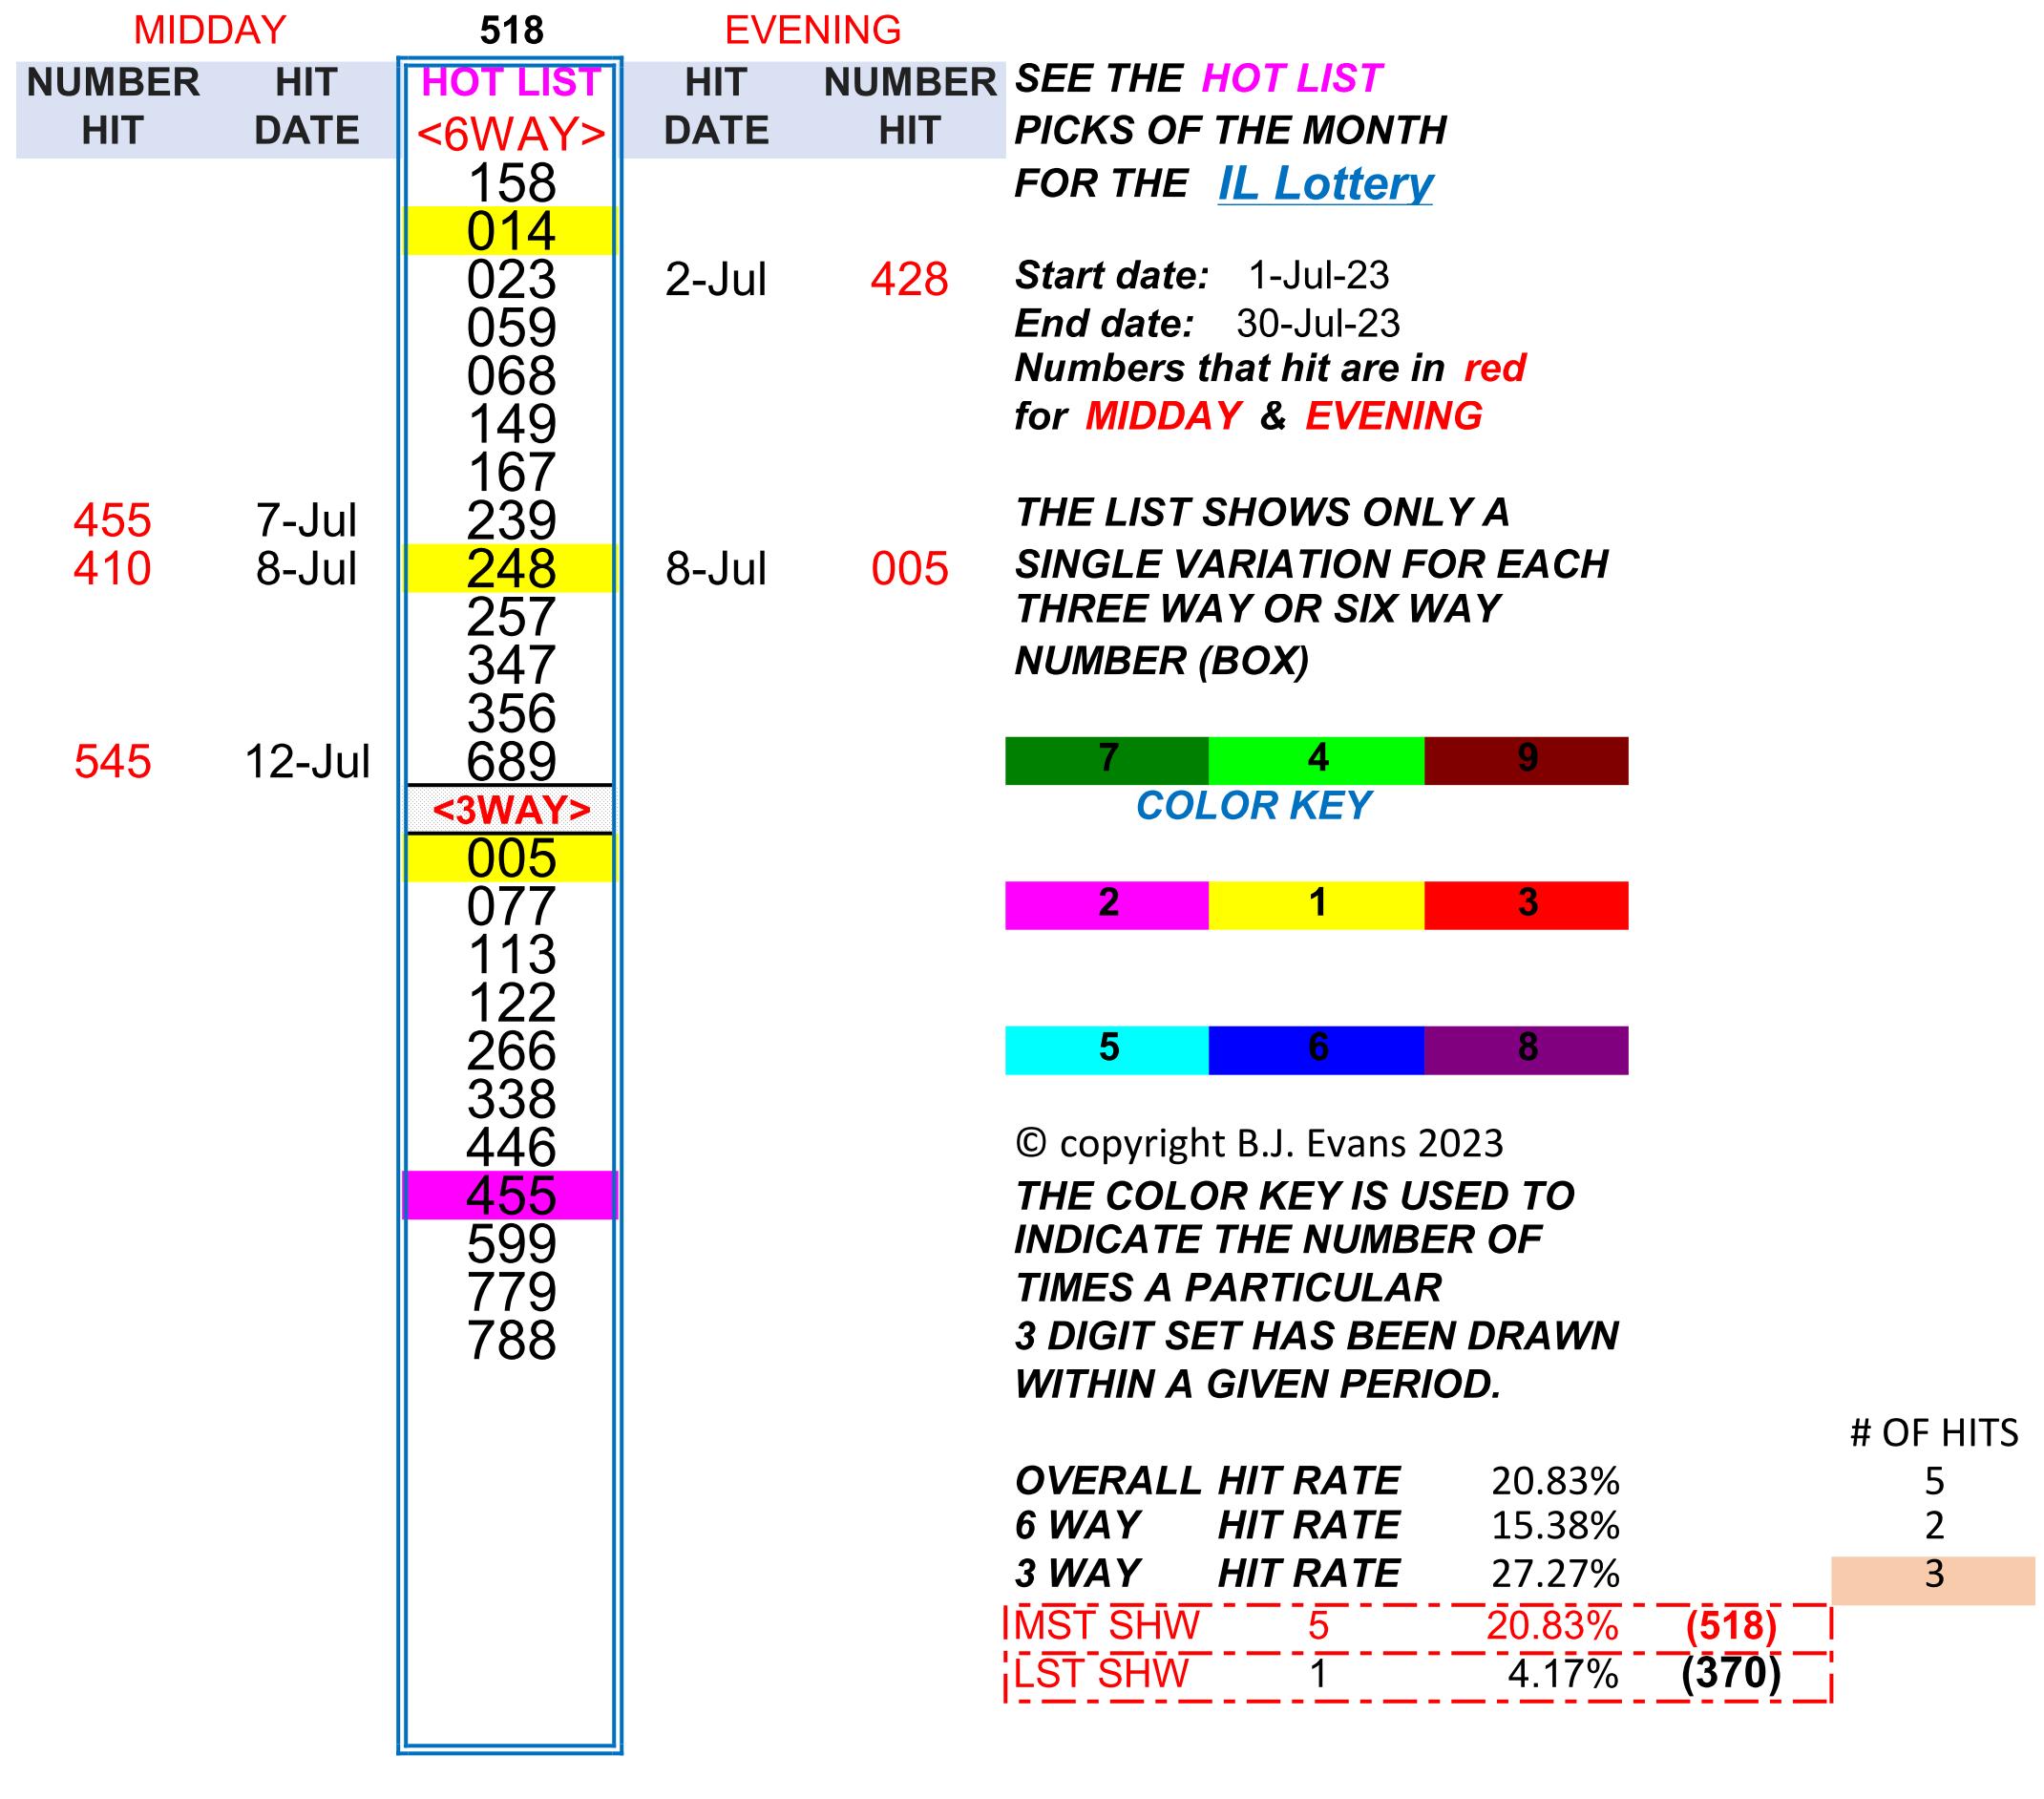 MIDDAY 518 EVENING
NUMBER HIT HOT LIST HIT NUMBER SEE THE HOT LIST
HIT DATE <6WAY> DATE HIT PICKS OF THE MONTH
158 FOR THE IL Lottery
014
023 2-Jul 428 Start date: 1-Jul-23
059 End date: 30-Jul-23
068 Numbers that hit are in red
149 for MIDDAY & EVENING
167
455 7-Jul 239 THE LIST SHOWS ONLY A
410 8-Jul 248 8-Jul 005 SINGLE VARIATION FOR EACH
257 THREE WAY OR SIX WAY
347 NUMBER (BOX)
356
545 12-Jul 689 7 4 9
<3WAY> COLOR KEY
005
077 2 1 3
113
122
266 5 6 8
338
446 © copyright B.J. Evans 2023
455 THE COLOR KEY IS USED TO
599 INDICATE THE NUMBER OF
779 TIMES A PARTICULAR
788 3 DIGIT SET HAS BEEN DRAWN
WITHIN A GIVEN PERIOD.
# OF HITS
OVERALL HIT RATE 20.83% 5
6 WAY HIT RATE 15.38% 2
3 WAY HIT RATE 27.27% 3
MST SHW 5 20.83% (518)
LST SHW 1 4.17% (370)